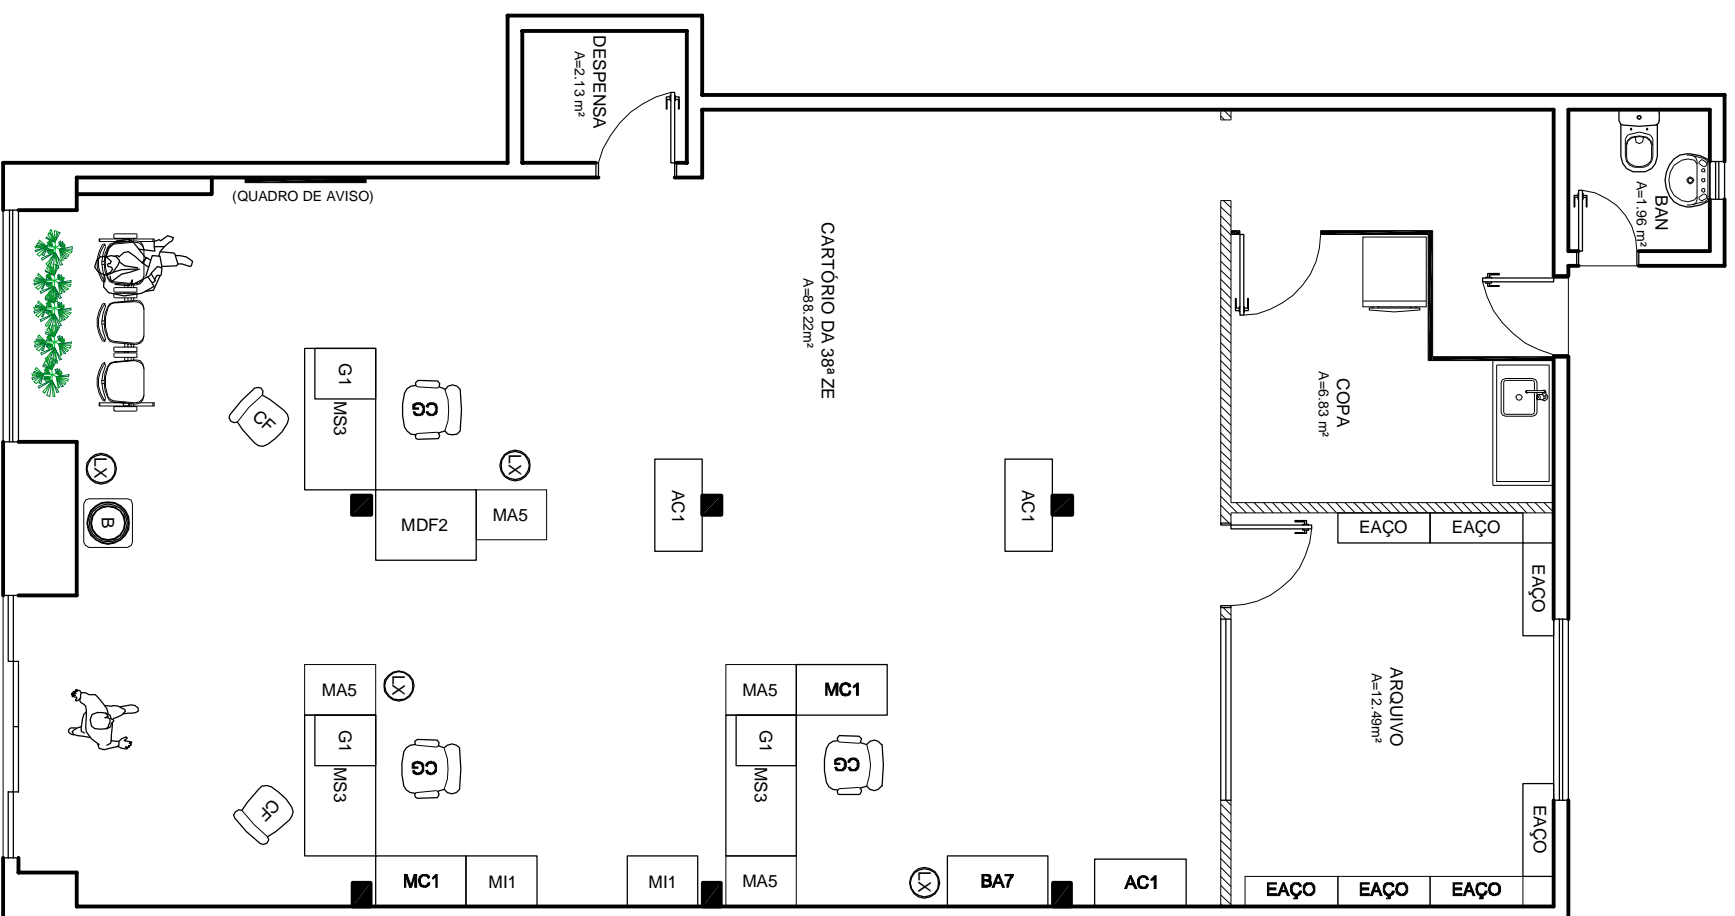 DESPENSA
A=2.13 m²
BAN
A=1.96 m²
(QUADRO DE AVISO)
CARTÓRIO DA 38ª ZE
A=88.22m²
COPA
A=6.83 m²
G1
MS3
CG
CF
LX
LX
B
MDF2
MA5
AC1
AC1
EAÇO
EAÇO
EAÇO
ARQUIVO
A=12.49m²
MA5
LX
G1
MS3
CG
CF
MC1
MI1
MA5
MC1
G1
MS3
CG
MI1
MA5
LX
BA7
AC1
EAÇO
EAÇO
EAÇO
EAÇO